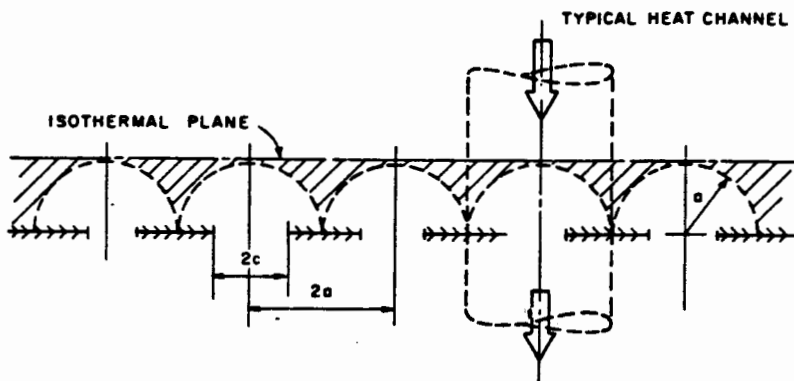 TYPICAL HEAT CHANNEL
ISOTHERMAL PLANE
a
2c
2a